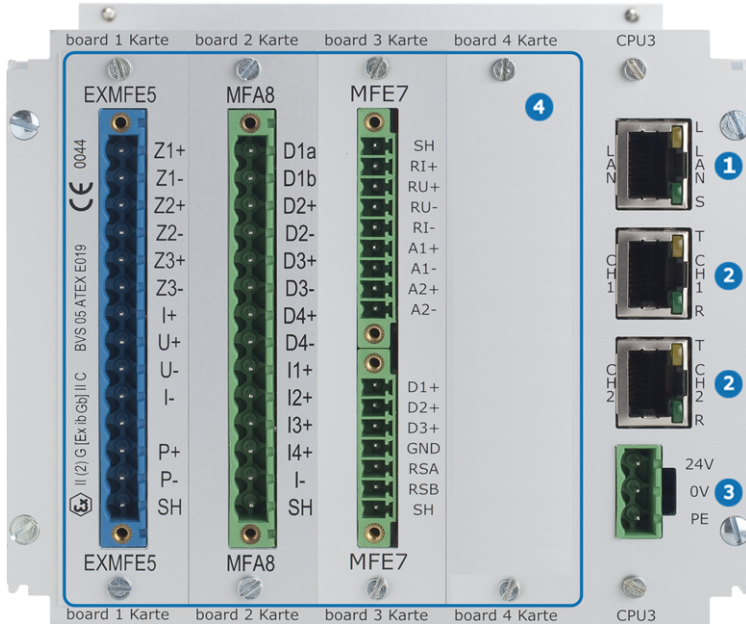 board 1 Karte board 2 Karte board 3 Karte board 4 Karte CPU3
EXMFE5 MFA8 MFE7
4
CE 0044
BVS 05 ATEX E019
II (2) G [Ex ib Gb] II C
Ex
Z1+
Z1-
Z2+
Z2-
Z3+
Z3-
I+
U+
U-
I-
P+
P-
SH
D1a
D1b
D2+
D2-
D3+
D3-
D4+
D4-
I1+
I2+
I3+
I4+
I-
SH
SH
RI+
RU+
RU-
RI-
A1+
A1-
A2+
A2-
D1+
D2+
D3+
GND
RSA
RSB
SH
LAN
L
LAN
S
1
CH1
T
CH1
R
2
CH2
T
CH2
R
2
24V
0V
PE
3
EXMFE5 MFA8 MFE7
board 1 Karte board 2 Karte board 3 Karte board 4 Karte CPU3